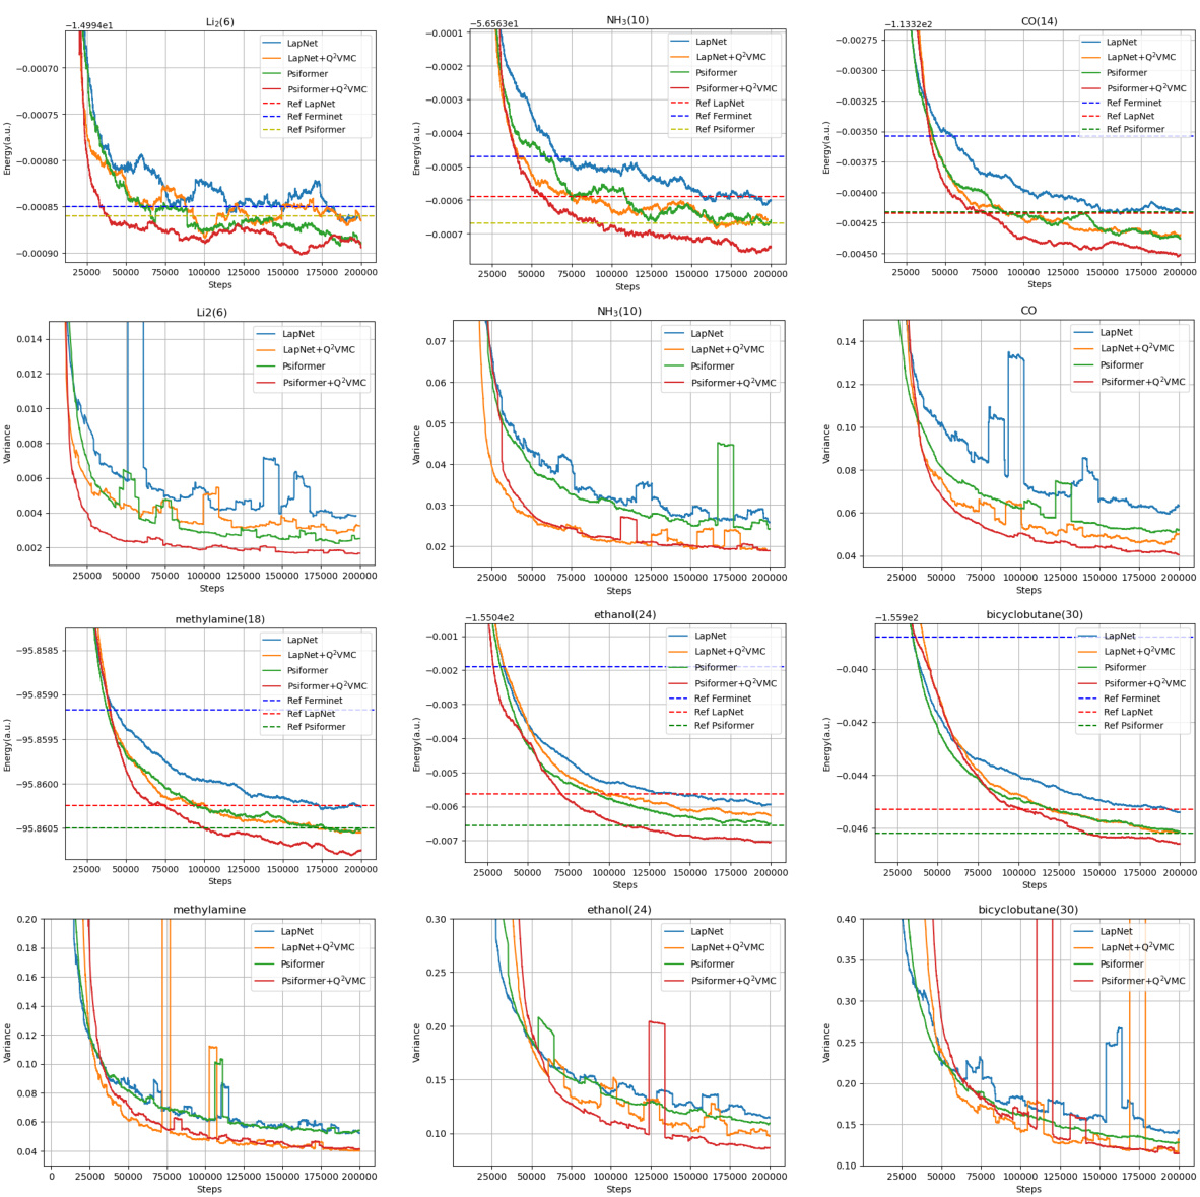 Li₂(6)
−1.4994e1
Energy(a.u.)
−0.00070
−0.00075
−0.00080
−0.00085
−0.00090
25000 50000 75000 100000 125000 150000 175000 200000
Steps
LapNet
LapNet+Q²VMC
Psiformer
Psiformer+Q²VMC
Ref LapNet
Ref Ferminet
Ref Psiformer
NH₃(10)
−5.6563e1
Energy(a.u.)
−0.0001
−0.0002
−0.0003
−0.0004
−0.0005
−0.0006
−0.0007
25000 50000 75000 100000 125000 150000 175000 200000
Steps
LapNet
LapNet+Q²VMC
Psiformer
Psiformer+Q²VMC
Ref LapNet
Ref Ferminet
Ref Psiformer
CO(14)
−1.1332e2
Energy(a.u.)
−0.00275
−0.00300
−0.00325
−0.00350
−0.00375
−0.00400
−0.00425
−0.00450
25000 50000 75000 100000 125000 150000 175000 200000
Steps
LapNet
LapNet+Q²VMC
Psiformer
Psiformer+Q²VMC
Ref Ferminet
Ref LapNet
Ref Psiformer
Li2(6)
Variance
0.014
0.012
0.010
0.008
0.006
0.004
0.002
25000 50000 75000 100000 125000 150000 175000 200000
Steps
LapNet
LapNet+Q²VMC
Psiformer
Psiformer+Q²VMC
NH₃(10)
Variance
0.07
0.06
0.05
0.04
0.03
0.02
25000 50000 75000 100000 125000 150000 175000 200000
Steps
LapNet
LapNet+Q²VMC
Psiformer
Psiformer+Q²VMC
CO
Variance
0.14
0.12
0.10
0.08
0.06
0.04
25000 50000 75000 100000 125000 150000 175000 200000
Steps
LapNet
LapNet+Q²VMC
Psiformer
Psiformer+Q²VMC
methylamine(18)
Energy(a.u.)
−95.8585
−95.8590
−95.8595
−95.8600
−95.8605
25000 50000 75000 100000 125000 150000 175000 200000
Steps
LapNet
LapNet+Q²VMC
Psiformer
Psiformer+Q²VMC
Ref Ferminet
Ref LapNet
Ref Psiformer
ethanol(24)
−1.5504e2
Energy(a.u.)
−0.001
−0.002
−0.003
−0.004
−0.005
−0.006
−0.007
25000 50000 75000 100000 125000 150000 175000 200000
Steps
LapNet
LapNet+Q²VMC
Psiformer
Psiformer+Q²VMC
Ref Ferminet
Ref LapNet
Ref Psiformer
bicyclobutane(30)
−1.559e2
Energy(a.u.)
−0.040
−0.042
−0.044
−0.046
25000 50000 75000 100000 125000 150000 175000 200000
Steps
LapNet
LapNet+Q²VMC
Psiformer
Psiformer+Q²VMC
Ref Ferminet
Ref LapNet
Ref Psiformer
methylamine
Variance
0.20
0.18
0.16
0.14
0.12
0.10
0.08
0.06
0.04
0 25000 50000 75000 100000 125000 150000 175000 200000
Steps
LapNet
LapNet+Q²VMC
Psiformer
Psiformer+Q²VMC
ethanol(24)
Variance
0.30
0.25
0.20
0.15
0.10
25000 50000 75000 100000 125000 150000 175000 200000
Steps
LapNet
LapNet+Q²VMC
Psiformer
Psiformer+Q²VMC
bicyclobutane(30)
Variance
0.40
0.35
0.30
0.25
0.20
0.15
0.10
25000 50000 75000 100000 125000 150000 175000 200000
Steps
LapNet
LapNet+Q²VMC
Psiformer
Psiformer+Q²VMC